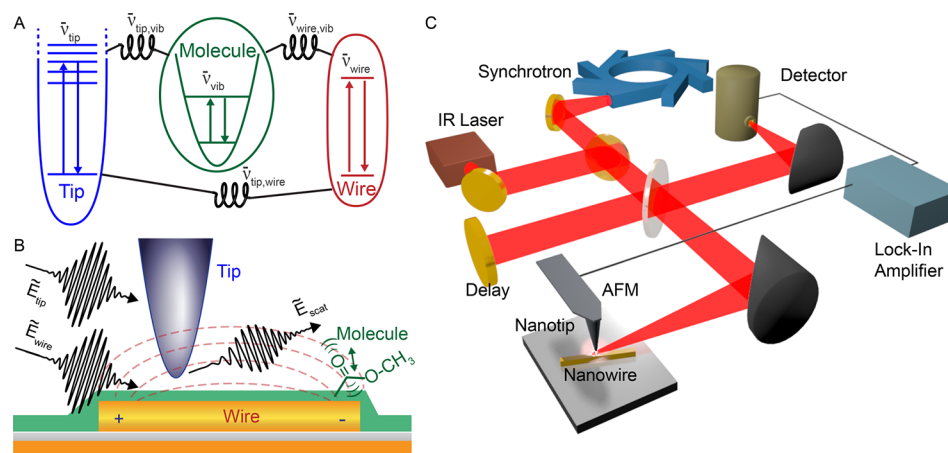 A
ν̄tip
ν̄tip,vib
ν̄wire,vib
Molecule
ν̄vib
ν̄wire
ν̄tip,wire
Tip
Wire
B
Tip
Ẽtip
Ẽwire
Ẽscat
Molecule
O=
O-CH3
+
Wire
-
C
Synchrotron
Detector
IR Laser
Delay
AFM
Lock-In
Amplifier
Nanotip
Nanowire